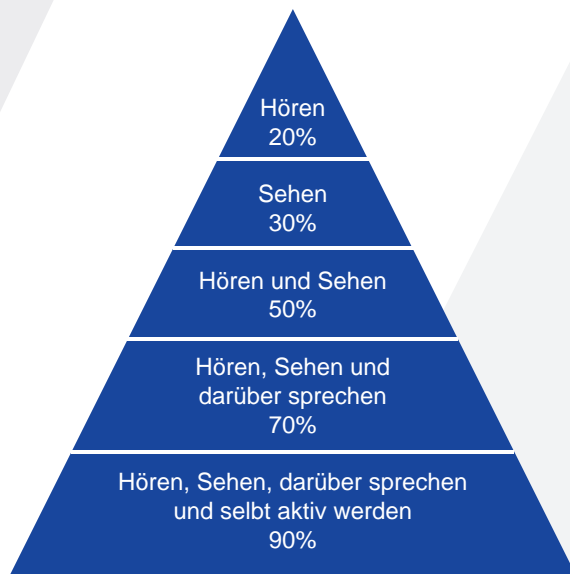 Hören
20%
Sehen
30%
Hören und Sehen
50%
Hören, Sehen und
darüber sprechen
70%
Hören, Sehen, darüber sprechen
und selbt aktiv werden
90%